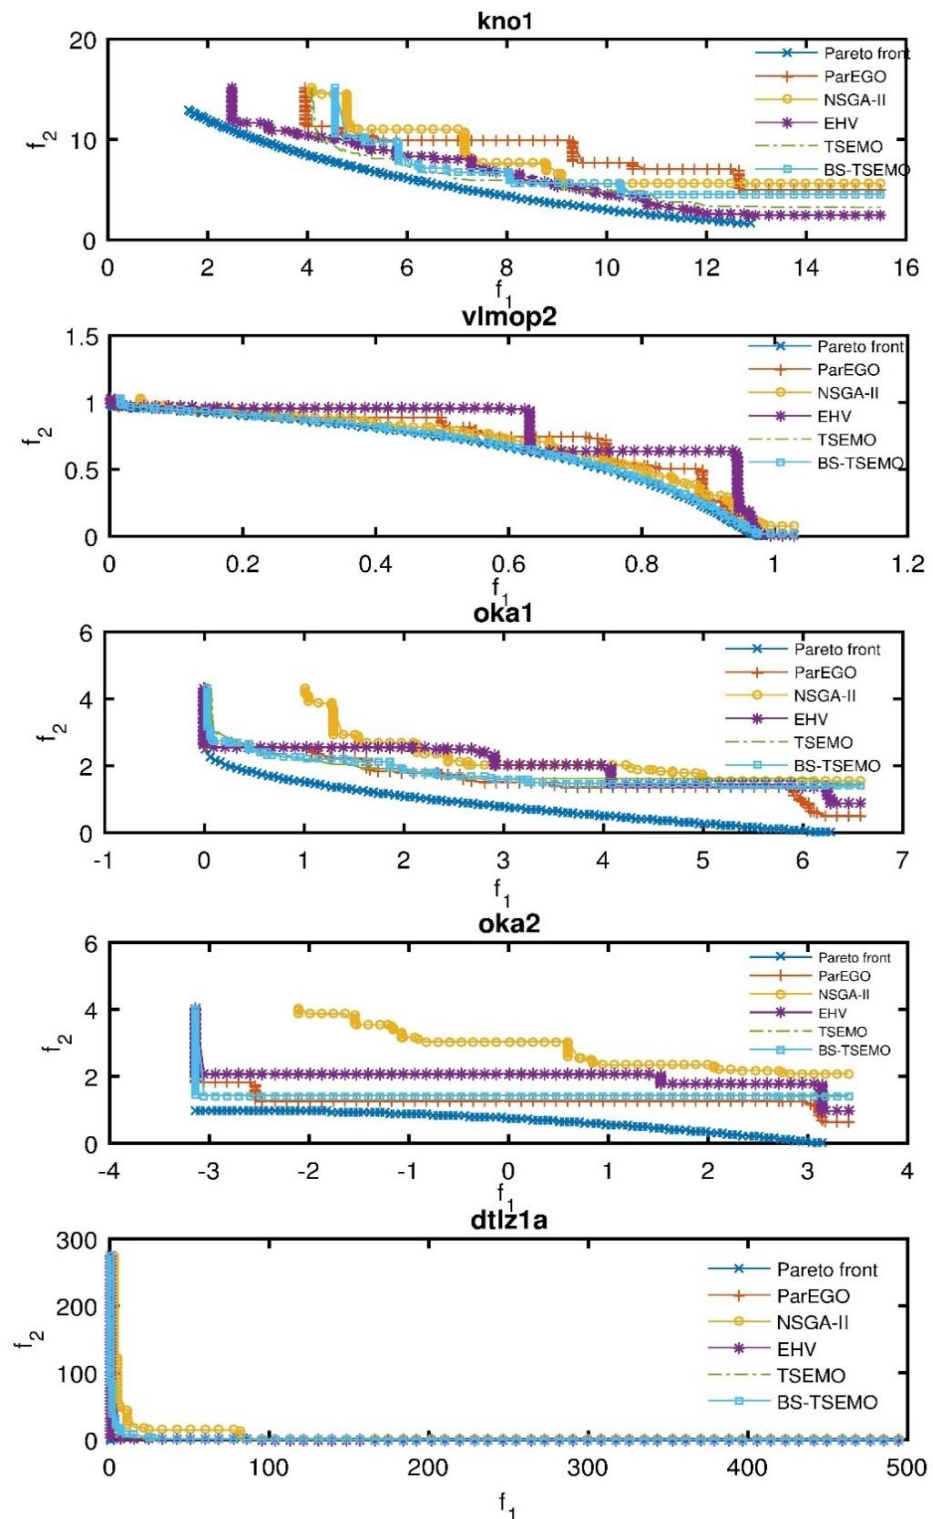 kno1
20
10
0
f2
0 2 4 6 8 10 12 14 16
f1
Pareto front
ParEGO
NSGA-II
EHV
TSEMO
BS-TSEMO
vlmop2
1.5
1
0.5
0
f2
0 0.2 0.4 0.6 0.8 1 1.2
f1
Pareto front
ParEGO
NSGA-II
EHV
TSEMO
BS-TSEMO
oka1
6
4
2
0
f2
-1 0 1 2 3 4 5 6 7
f1
Pareto front
ParEGO
NSGA-II
EHV
TSEMO
BS-TSEMO
oka2
6
4
2
0
f2
-4 -3 -2 -1 0 1 2 3 4
f1
Pareto front
ParEGO
NSGA-II
EHV
TSEMO
BS-TSEMO
dtlz1a
300
200
100
0
f2
0 100 200 300 400 500
f1
Pareto front
ParEGO
NSGA-II
EHV
TSEMO
BS-TSEMO